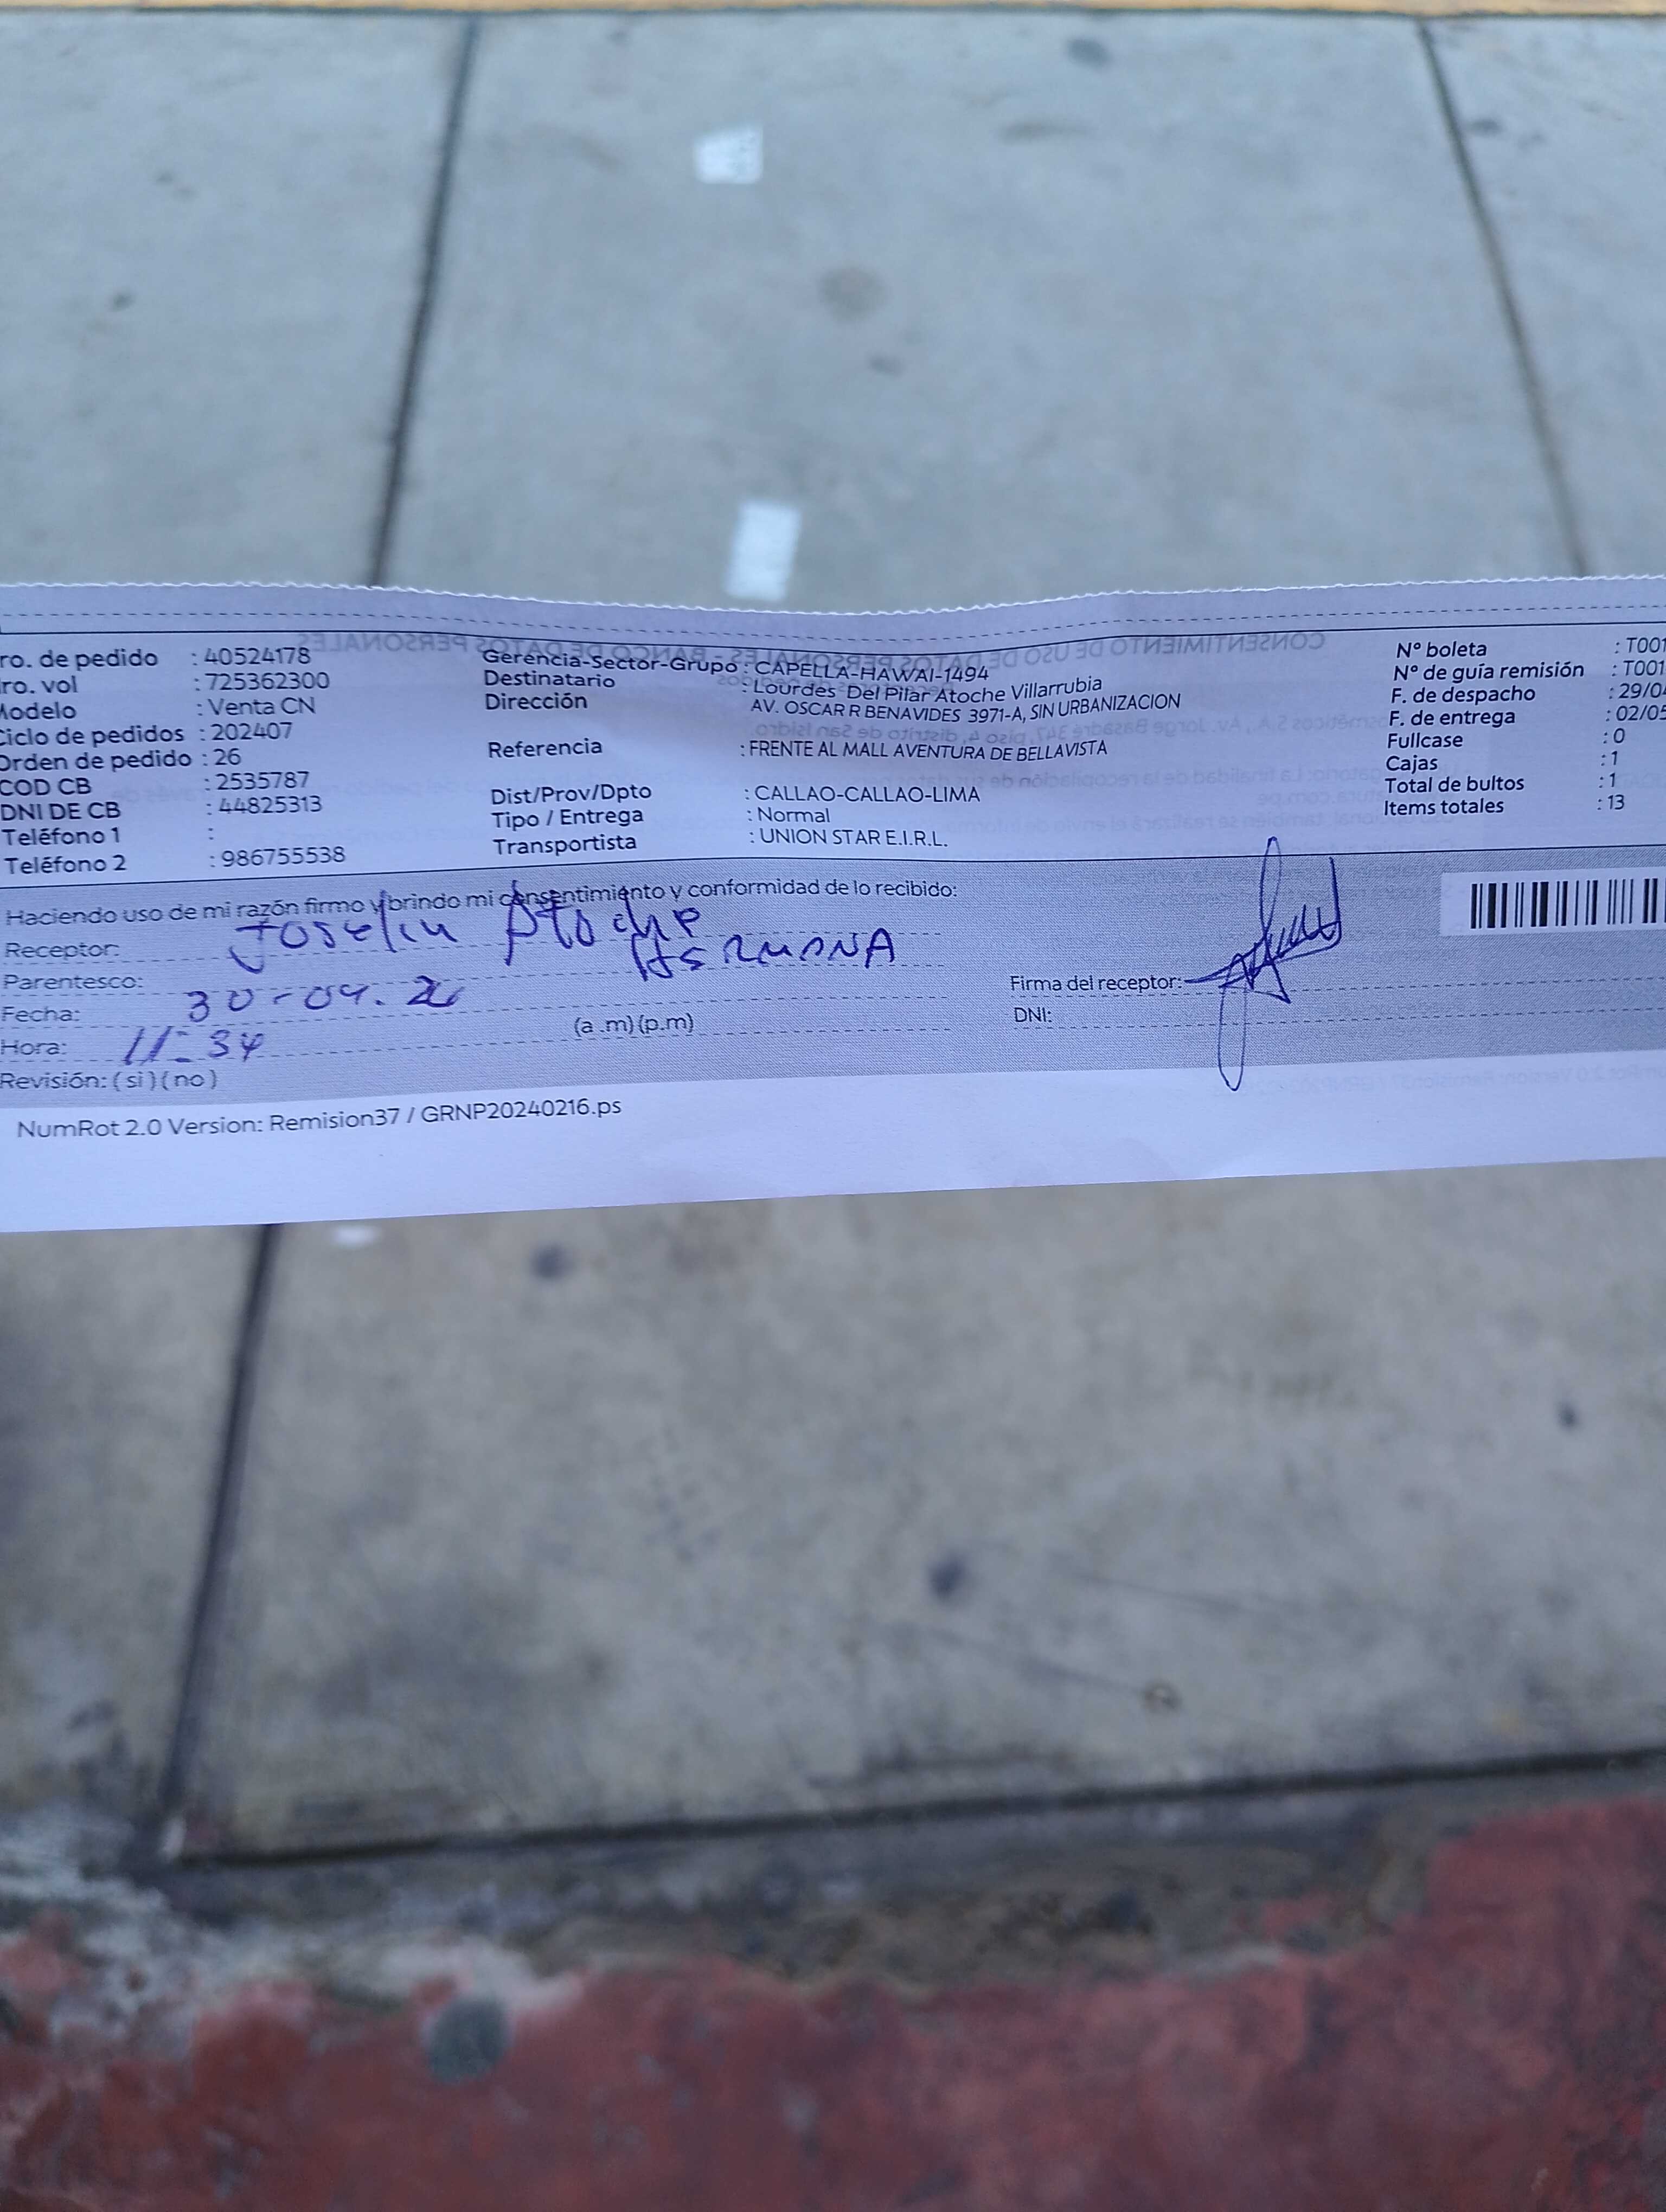 ro. de pedido : 40524178
ro. vol : 725362300
Modelo : Venta CN
Ciclo de pedidos : 202407
Orden de pedido : 26
COD CB : 2535787
DNI DE CB : 44825313
Teléfono 1 :
Teléfono 2 : 986755538
Gerencia-Sector-Grupo : CAPELLA-HAWAI-1494
Destinatario : Lourdes Del Pilar Atoche Villarrubia
Dirección AV. OSCAR R BENAVIDES 3971-A, SIN URBANIZACION
Referencia : FRENTE AL MALL AVENTURA DE BELLAVISTA
Dist/Prov/Dpto : CALLAO-CALLAO-LIMA
Tipo / Entrega : Normal
Transportista : UNION STAR E.I.R.L.
N° boleta : T001
N° de guía remisión : T001
F. de despacho : 29/04
F. de entrega : 02/05
Fullcase : 0
Cajas : 1
Total de bultos : 1
Items totales : 13
Haciendo uso de mi razón firmo y brindo mi consentimiento y conformidad de lo recibido:
Receptor: Joselin Atoche
Parentesco: HERMANA
Fecha: 30-04.
Hora: 11:34 (a .m) (p.m)
Revisión: ( si ) ( no )
Firma del receptor:
DNI:
NumRot 2.0 Version: Remision37 / GRNP20240216.ps